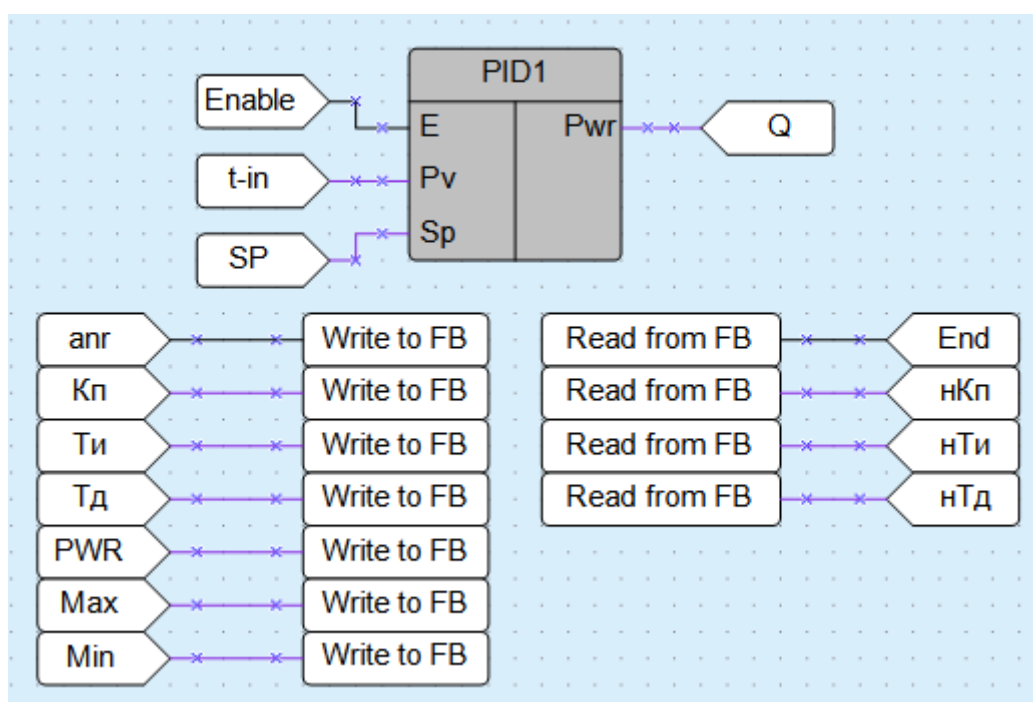 PID1
Enable
E
Pwr
Q
t-in
Pv
SP
Sp
anr Write to FB Read from FB End
Кп Write to FB Read from FB нКп
Ти Write to FB Read from FB нТи
Тд Write to FB Read from FB нТд
PWR Write to FB
Max Write to FB
Min Write to FB